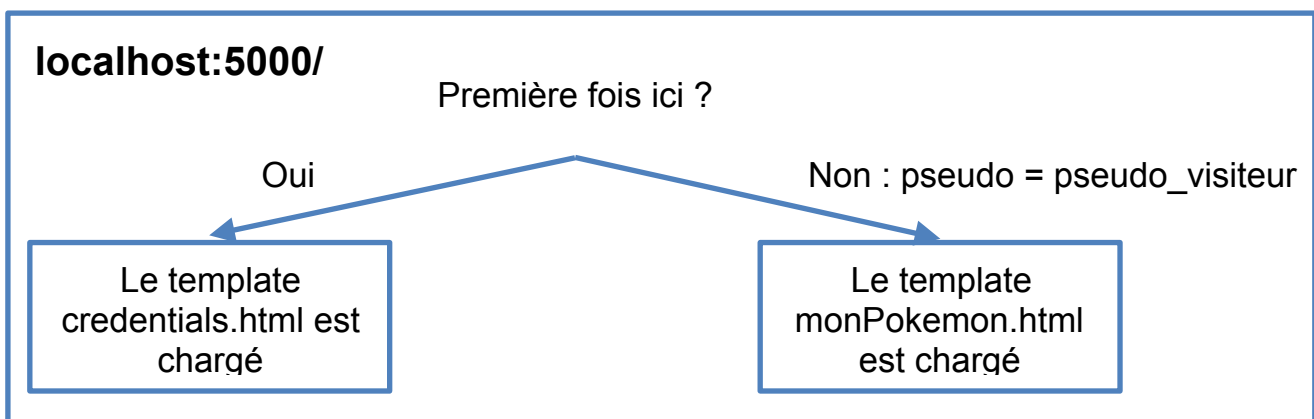 localhost:5000/
Première fois ici ?
Oui
Non : pseudo = pseudo_visiteur
Le template
credentials.html est
chargé
Le template
monPokemon.html
est chargé